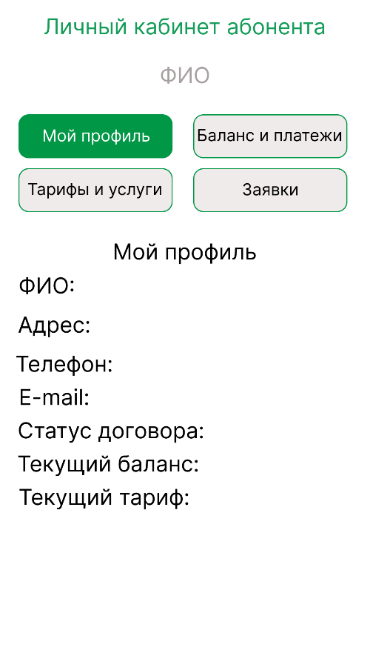 Личный кабинет абонента
ФИО
Мой профиль
Баланс и платежи
Тарифы и услуги
Заявки
Мой профиль
ФИО:
Адрес:
Телефон:
E-mail:
Статус договора:
Текущий баланс:
Текущий тариф: